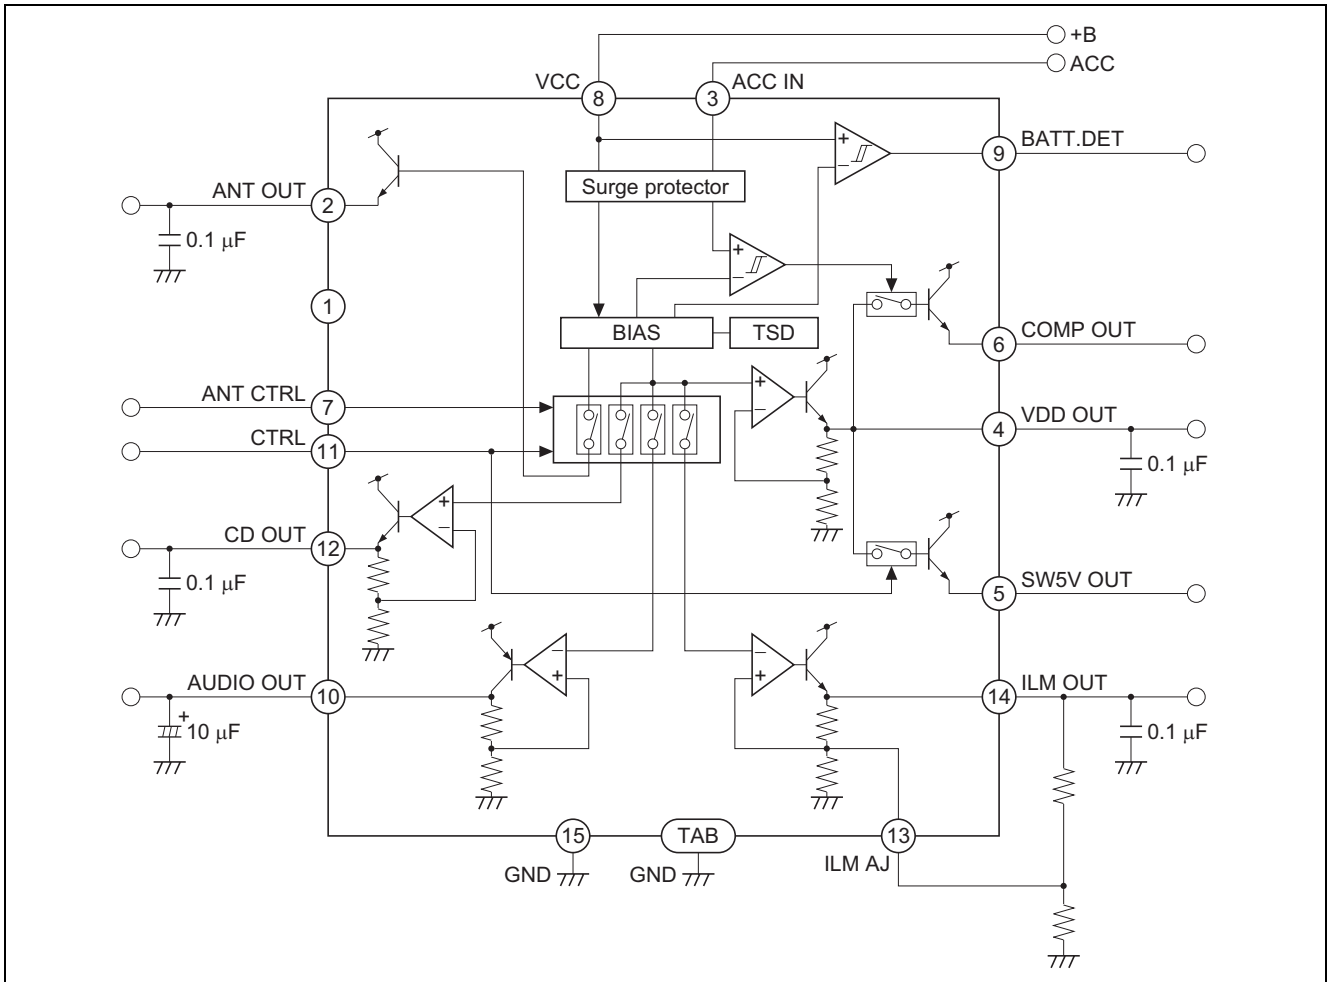 +B
ACC
VCC
8
3
ACC IN
+
−
9
BATT.DET
Surge protector
ANT OUT
2
0.1 μF
+
−
1
BIAS
TSD
6
COMP OUT
ANT CTRL
7
+
−
4
VDD OUT
CTRL
11
0.1 μF
+
−
CD OUT
12
0.1 μF
5
SW5V OUT
−
+
−
+
AUDIO OUT
10
14
ILM OUT
+
10 μF
0.1 μF
15
TAB
13
GND
GND
ILM AJ